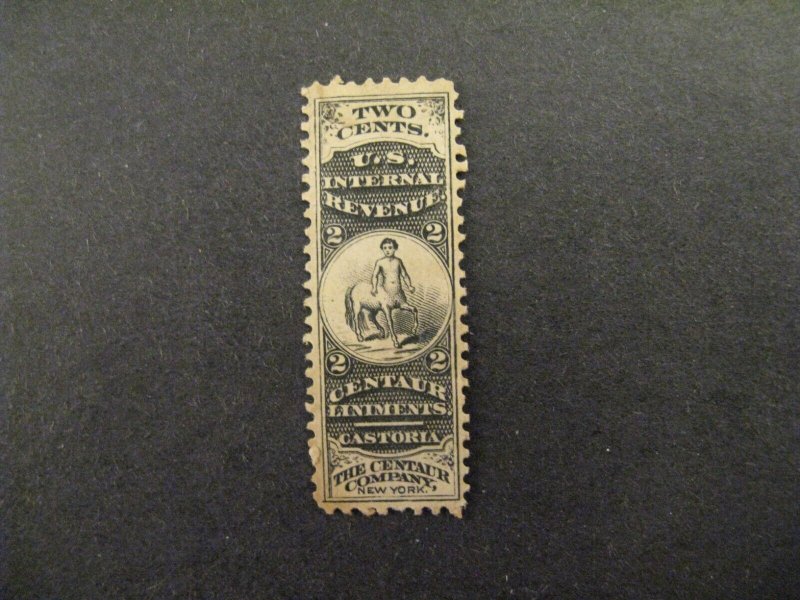 TWO
CENTS.
U.S.
INTERNAL
REVENUE.
2 2
2 2
CENTAUR
LINIMENTS
CASTORIA
THE CENTAUR
COMPANY,
NEW YORK.